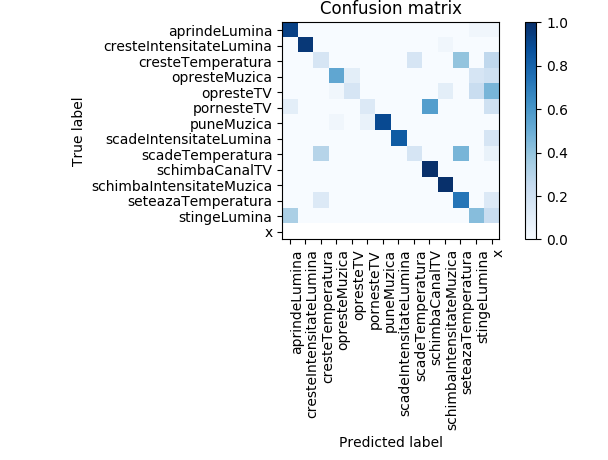 Confusion matrix
True label
aprindeLumina
cresteIntensitateLumina
cresteTemperatura
opresteMuzica
opresteTV
pornesteTV
puneMuzica
scadeIntensitateLumina
scadeTemperatura
schimbaCanalTV
schimbaIntensitateMuzica
seteazaTemperatura
stingeLumina
x
aprindeLumina
cresteIntensitateLumina
cresteTemperatura
opresteMuzica
opresteTV
pornesteTV
puneMuzica
scadeIntensitateLumina
scadeTemperatura
schimbaCanalTV
schimbaIntensitateMuzica
seteazaTemperatura
stingeLumina
x
Predicted label
1.0
0.8
0.6
0.4
0.2
0.0